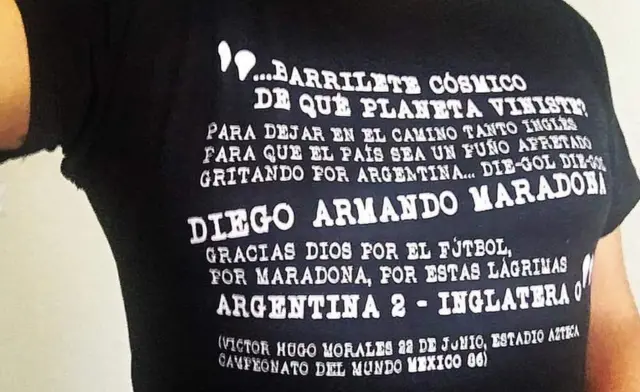 "...BARRILETE CÓSMICO
DE QUÉ PLANETA VINISTE?
PARA DEJAR EN EL CAMINO TANTO INGLÉS
PARA QUE EL PAÍS SEA UN PUÑO APRETADO
GRITANDO POR ARGENTINA... DIE-GOL DIE-GOL
DIEGO ARMANDO MARADONA
GRACIAS DIOS POR EL FÚTBOL,
POR MARADONA, POR ESTAS LÁGRIMAS
ARGENTINA 2 - INGLATERA 0"
(VICTOR HUGO MORALES 22 DE JUNIO, ESTADIO AZTECA
CAMPEONATO DEL MUNDO MEXICO 86)